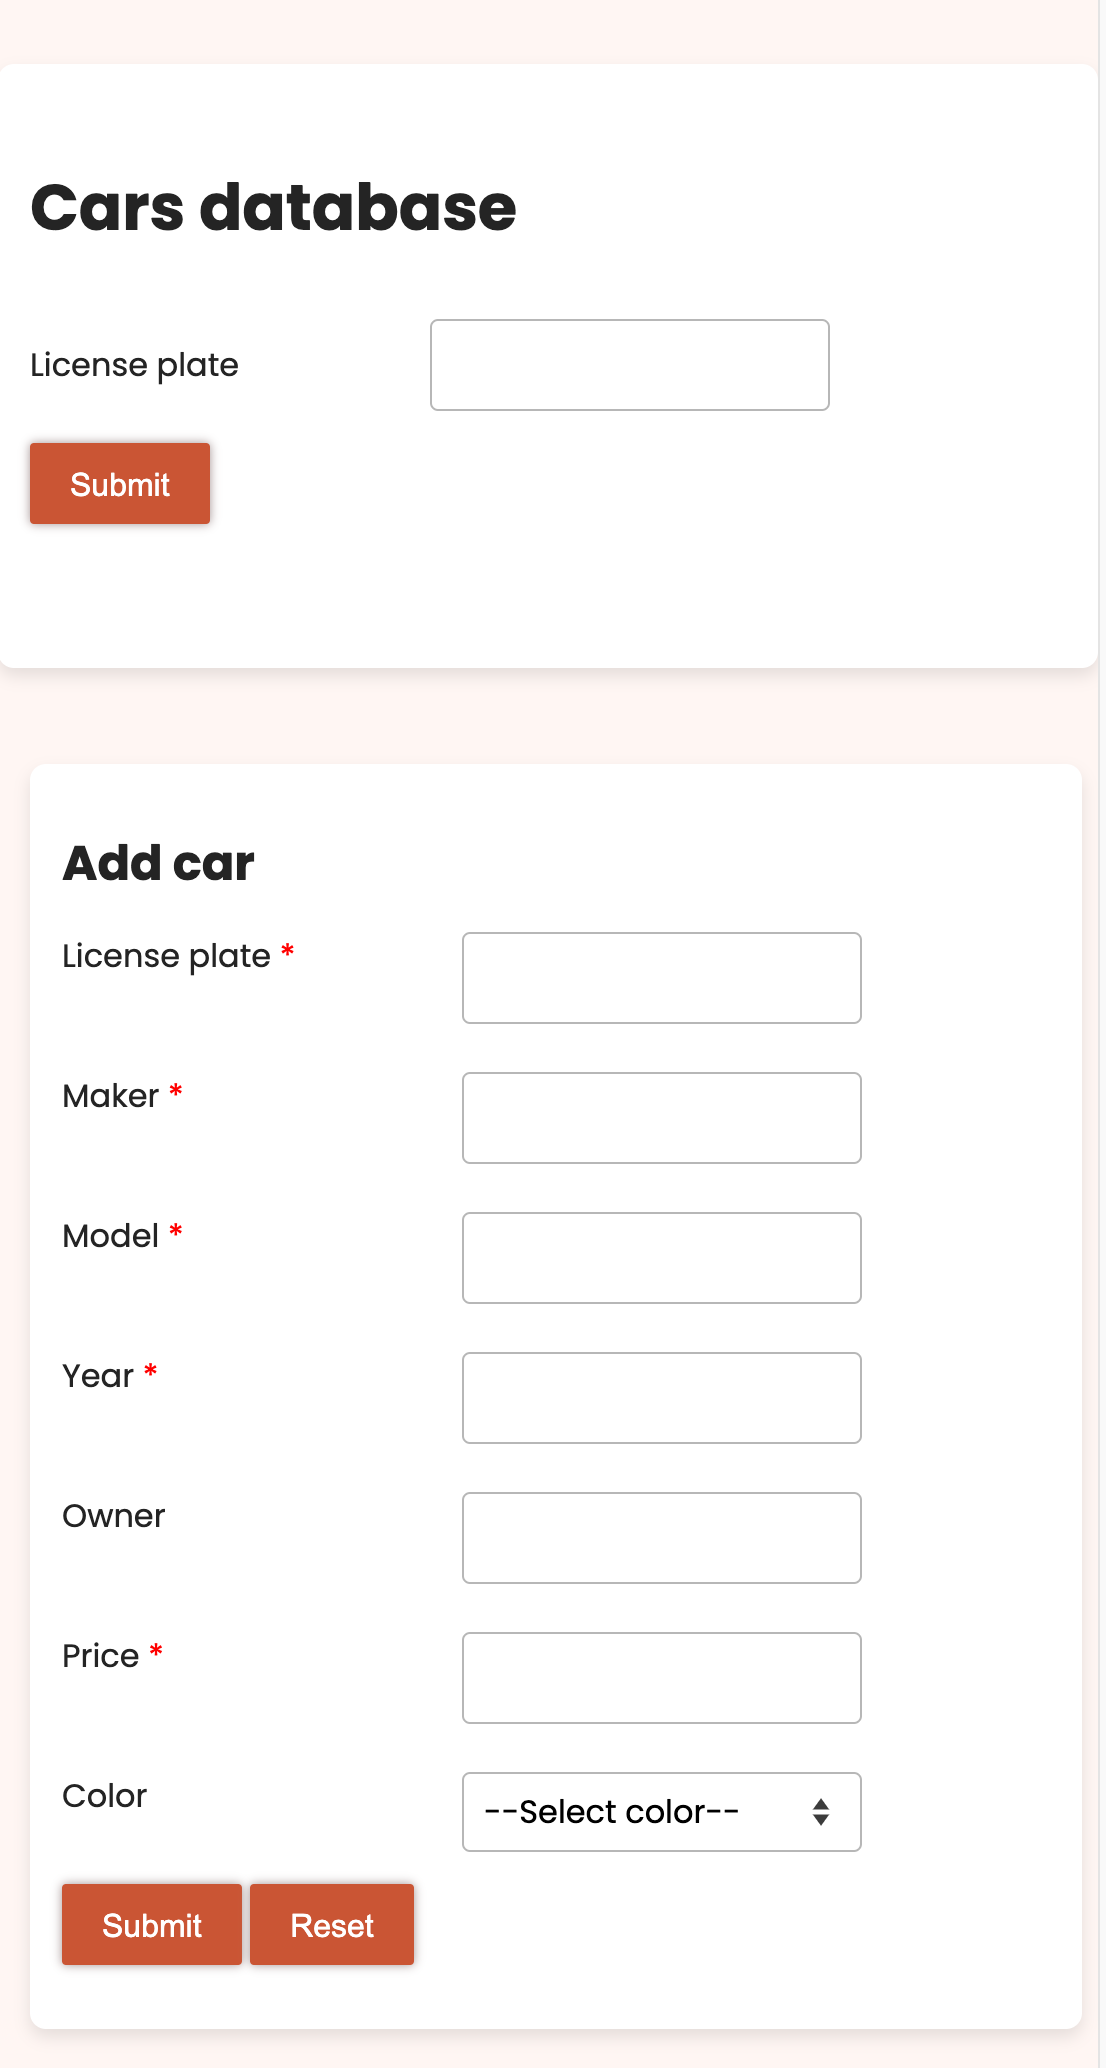 Cars database
License plate
Submit
Add car
License plate *
Maker *
Model *
Year *
Owner
Price *
Color
--Select color--
Submit Reset